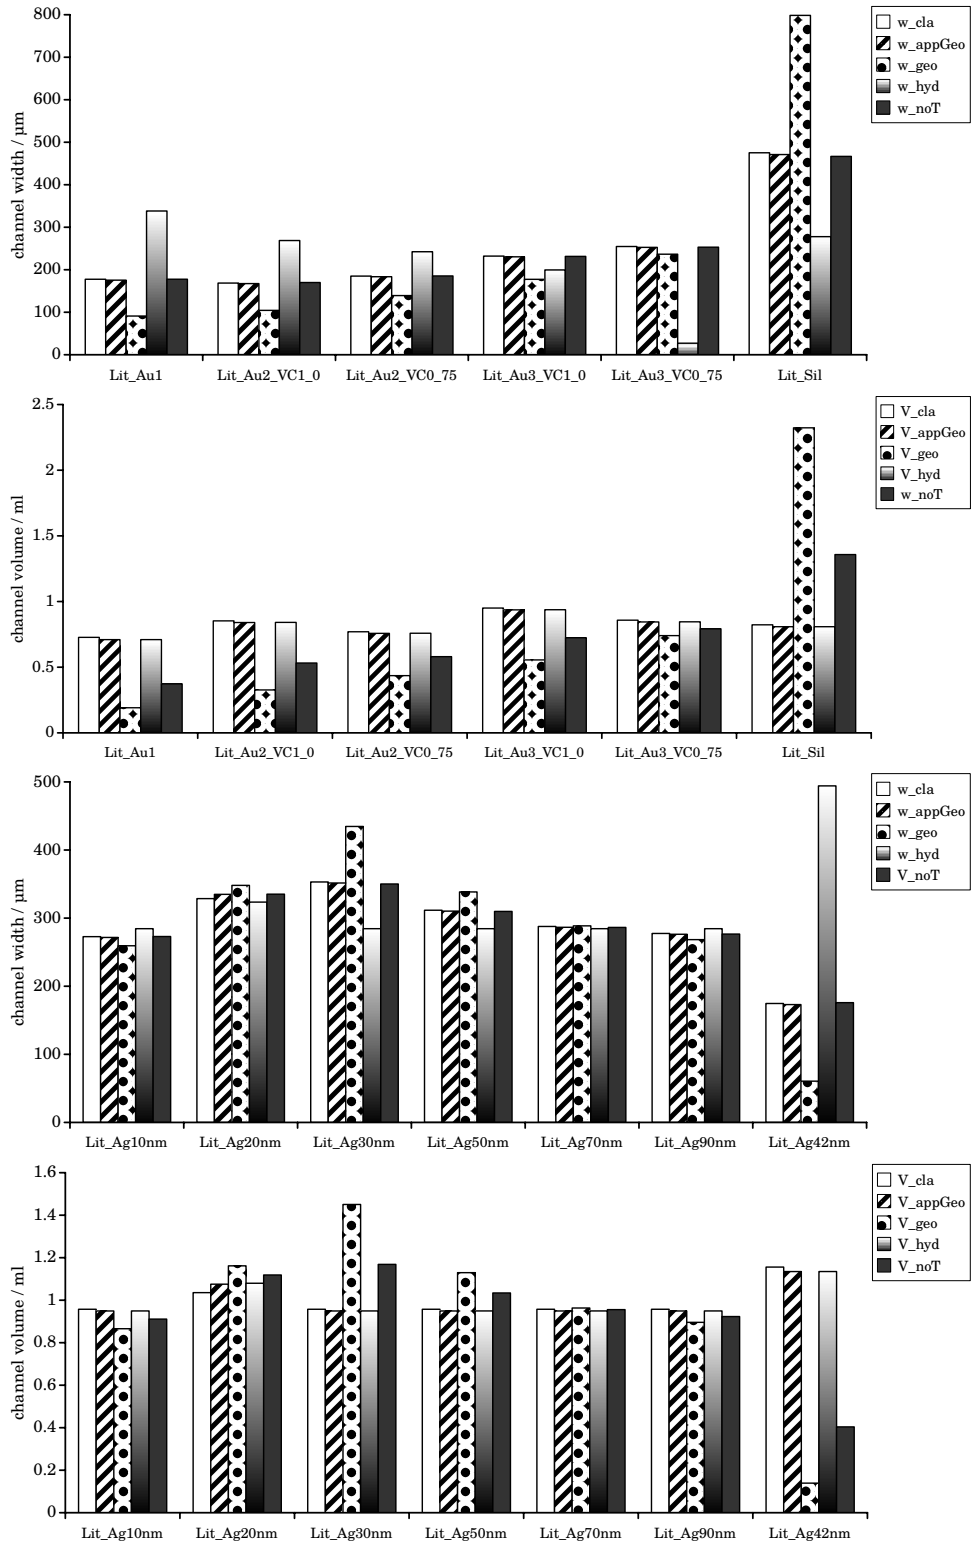 800
700
600
500
400
300
200
100
0
channel width / µm
w_cla
w_appGeo
w_geo
w_hyd
w_noT
Lit_Au1 Lit_Au2_VC1_0 Lit_Au2_VC0_75 Lit_Au3_VC1_0 Lit_Au3_VC0_75 Lit_Sil
2.5
2
1.5
1
0.5
0
channel volume / ml
V_cla
V_appGeo
V_geo
V_hyd
w_noT
Lit_Au1 Lit_Au2_VC1_0 Lit_Au2_VC0_75 Lit_Au3_VC1_0 Lit_Au3_VC0_75 Lit_Sil
500
400
300
200
100
0
channel width / µm
w_cla
w_appGeo
w_geo
w_hyd
V_noT
Lit_Ag10nm Lit_Ag20nm Lit_Ag30nm Lit_Ag50nm Lit_Ag70nm Lit_Ag90nm Lit_Ag42nm
1.6
1.4
1.2
1
0.8
0.6
0.4
0.2
0
channel volume / ml
V_cla
V_appGeo
V_geo
V_hyd
V_noT
Lit_Ag10nm Lit_Ag20nm Lit_Ag30nm Lit_Ag50nm Lit_Ag70nm Lit_Ag90nm Lit_Ag42nm